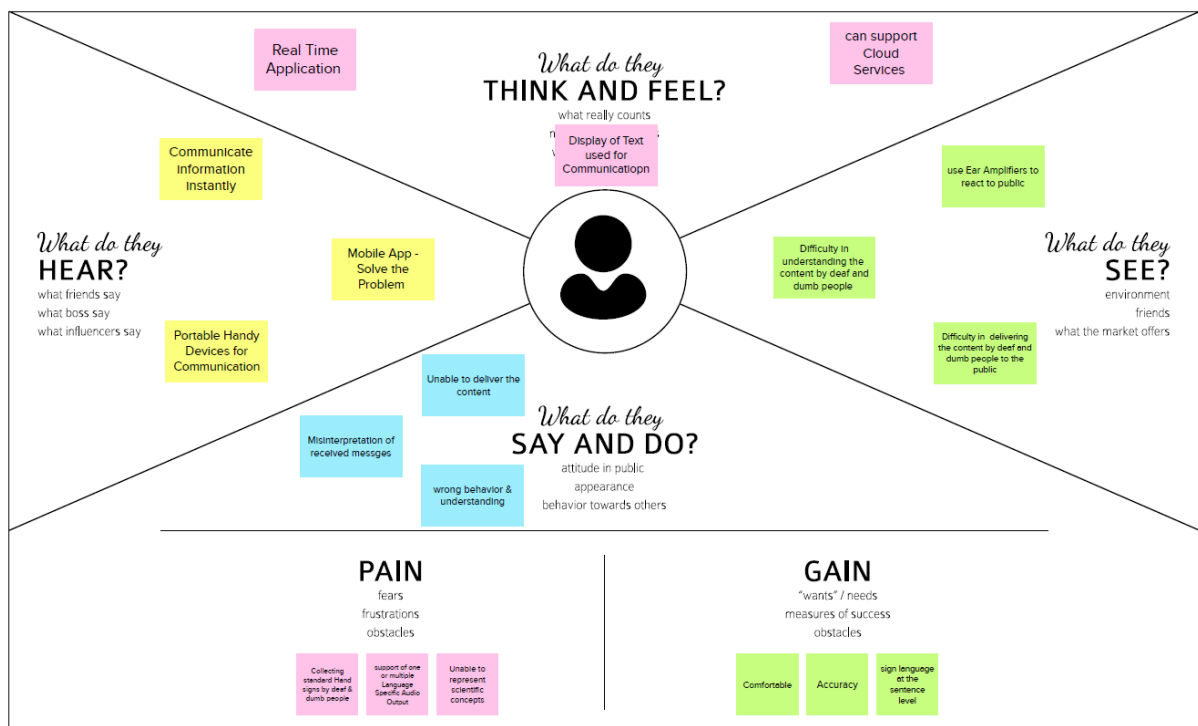 Real Time
Application
can support
Cloud
Services
What do they
THINK AND FEEL?
what really counts
Display of Text
used for
Communicatiopn
Communicate
Information
Instantly
What do they
HEAR?
what friends say
what boss say
what influencers say
Mobile App -
Solve the
Problem
Portable Handy
Devices for
Communication
use Ear Amplifiers to
react to public
Difficulty in
understanding the
content by deaf and
dumb people
What do they
SEE?
environment
friends
what the market offers
Difficulty in delivering
the content by deaf and
dumb people to the
public
Unable to deliver the
content
Misinterpretation of
received messges
wrong behavior &
understanding
What do they
SAY AND DO?
attitude in public
appearance
behavior towards others
PAIN
fears
frustrations
obstacles
Collecting
standard Hand
signs by deaf &
dumb people
support of one
or multiple
Language
Specific Audio
Output
Unable to
represent
scientific
concepts
GAIN
"wants" / needs
measures of success
obstacles
Comfortable
Accuracy
sign language
at the
sentence
level